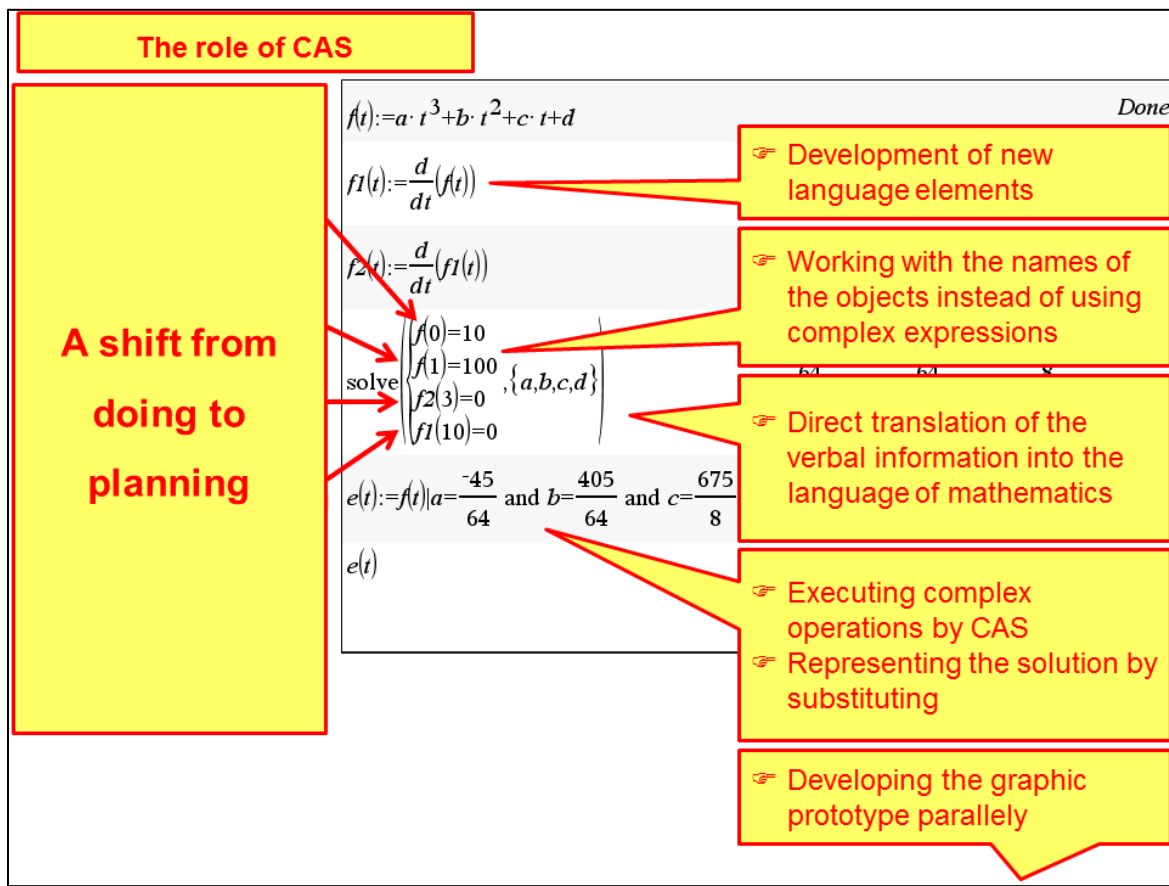 The role of CAS
A shift from
doing to
planning
f(t):=a· t^3+b· t^2+c· t+d
Done
f1(t):=d/dt(f(t))
f2(t):=d/dt(f1(t))
solve({f(0)=10
f(1)=100
f2(3)=0
f1(10)=0
,{a,b,c,d})
e(t):=f(t)|a=-45/64 and b=405/64 and c=675/8
e(t)
☞ Development of new
language elements
☞ Working with the names of
the objects instead of using
complex expressions
☞ Direct translation of the
verbal information into the
language of mathematics
☞ Executing complex
operations by CAS
☞ Representing the solution by
substituting
☞ Developing the graphic
prototype parallely